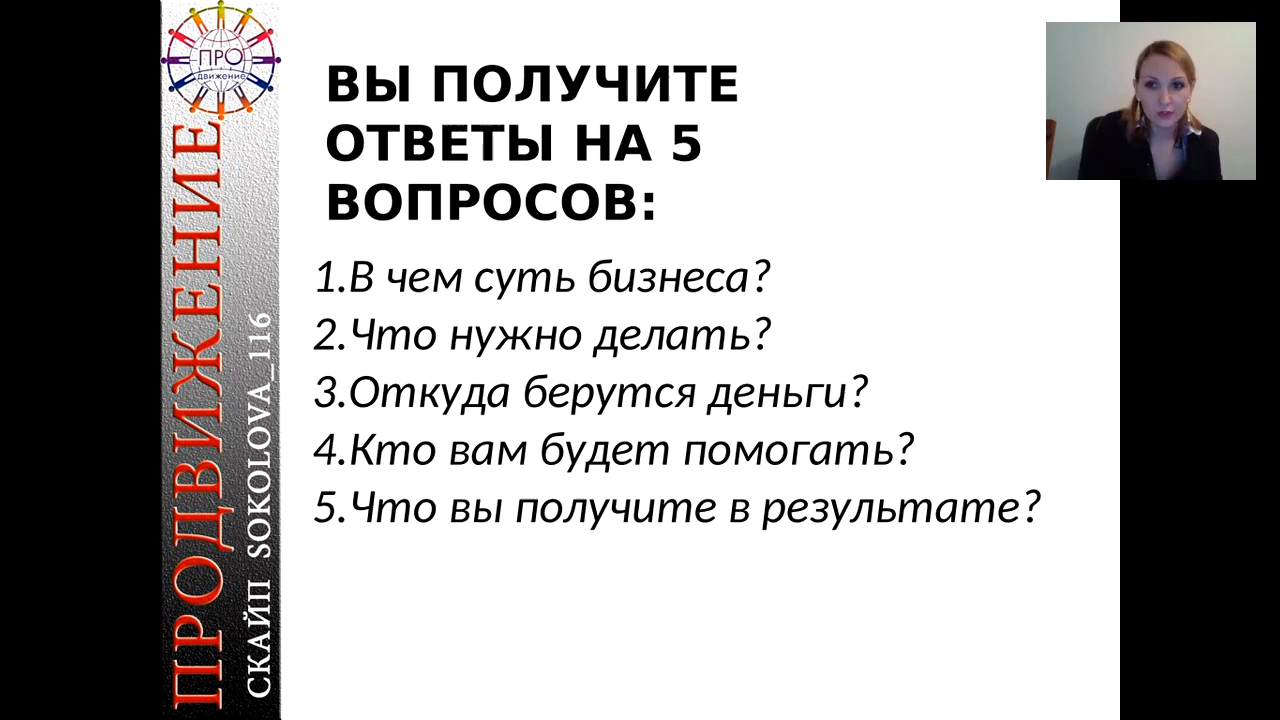 ПРО
движение
ПРОДВИЖЕНИЕ
СКАЙП SOKOLOVA_116
ВЫ ПОЛУЧИТЕ
ОТВЕТЫ НА 5
ВОПРОСОВ:
1.В чем суть бизнеса?
2.Что нужно делать?
3.Откуда берутся деньги?
4.Кто вам будет помогать?
5.Что вы получите в результате?